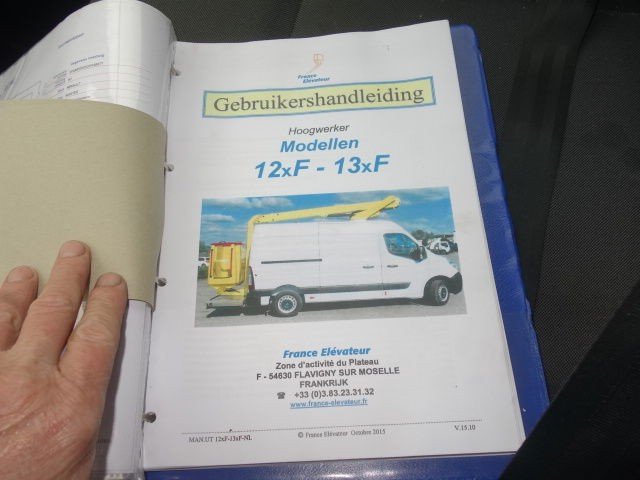 France
Elévateur
Gebruikershandleiding
Hoogwerker
Modellen
12xF - 13xF
France Elévateur
Zone d'activité du Plateau
F - 54630 FLAVIGNY SUR MOSELLE
FRANKRIJK
☎ +33 (0)3.83.23.31.32
www.france-elevateur.fr
MAN.UT 12xF-13xF-NL
© France Elévateur Octobre 2015
V.15.10